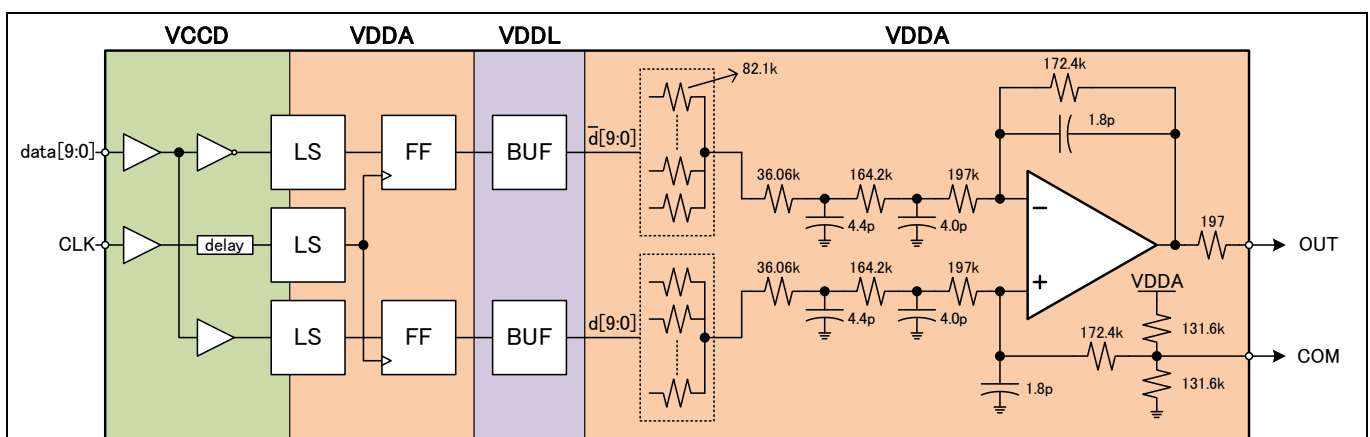 VCCD VDDA VDDL VDDA
82.1k
172.4k
1.8p
data[9:0]
LS
FF
BUF
d̅[9:0]
36.06k 164.2k 197k
4.4p 4.0p
−
CLK
delay
LS
197
OUT
36.06k 164.2k 197k
+
VDDA
4.4p 4.0p
131.6k
LS
FF
BUF
d[9:0]
172.4k
COM
1.8p
131.6k